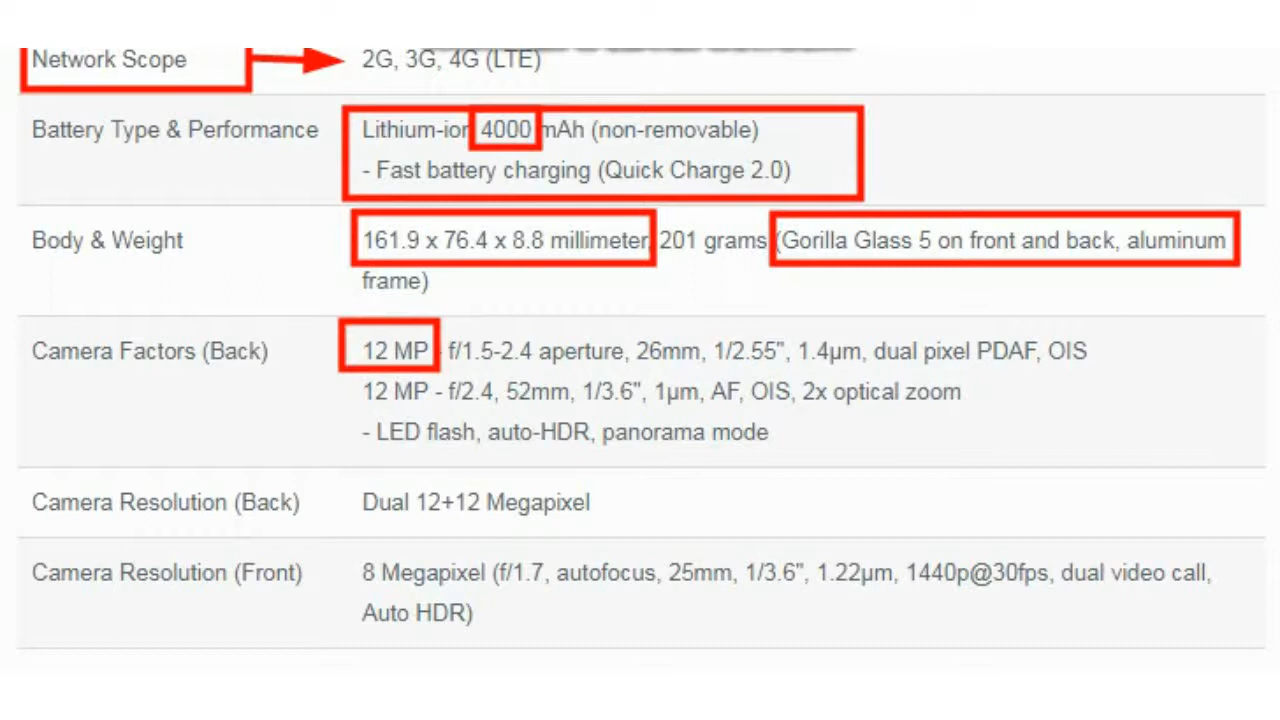 Network Scope 2G, 3G, 4G (LTE)
Battery Type & Performance Lithium-ion 4000 mAh (non-removable)
- Fast battery charging (Quick Charge 2.0)
Body & Weight 161.9 x 76.4 x 8.8 millimeter, 201 grams (Gorilla Glass 5 on front and back, aluminum
frame)
Camera Factors (Back) 12 MP - f/1.5-2.4 aperture, 26mm, 1/2.55", 1.4µm, dual pixel PDAF, OIS
12 MP - f/2.4, 52mm, 1/3.6", 1µm, AF, OIS, 2x optical zoom
- LED flash, auto-HDR, panorama mode
Camera Resolution (Back) Dual 12+12 Megapixel
Camera Resolution (Front) 8 Megapixel (f/1.7, autofocus, 25mm, 1/3.6", 1.22µm, 1440p@30fps, dual video call,
Auto HDR)